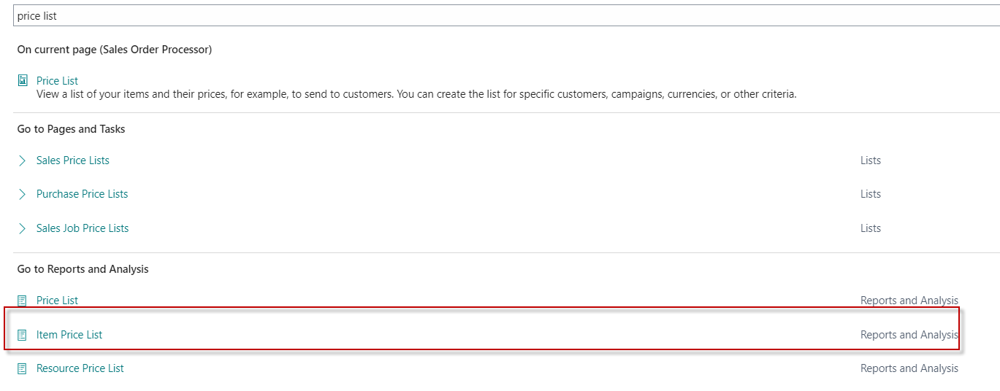 price list
On current page (Sales Order Processor)
Price List
View a list of your items and their prices, for example, to send to customers. You can create the list for specific customers, campaigns, currencies, or other criteria.
Go to Pages and Tasks
Sales Price Lists Lists
Purchase Price Lists Lists
Sales Job Price Lists Lists
Go to Reports and Analysis
Price List Reports and Analysis
Item Price List Reports and Analysis
Resource Price List Reports and Analysis